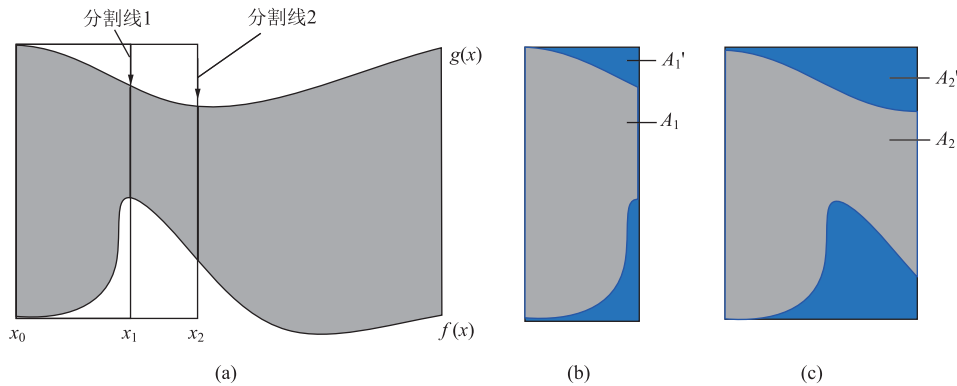 分割线1
分割线2
g(x)
f(x)
x₀
x₁
x₂
(a)
A₁'
A₁
(b)
A₂'
A₂
(c)